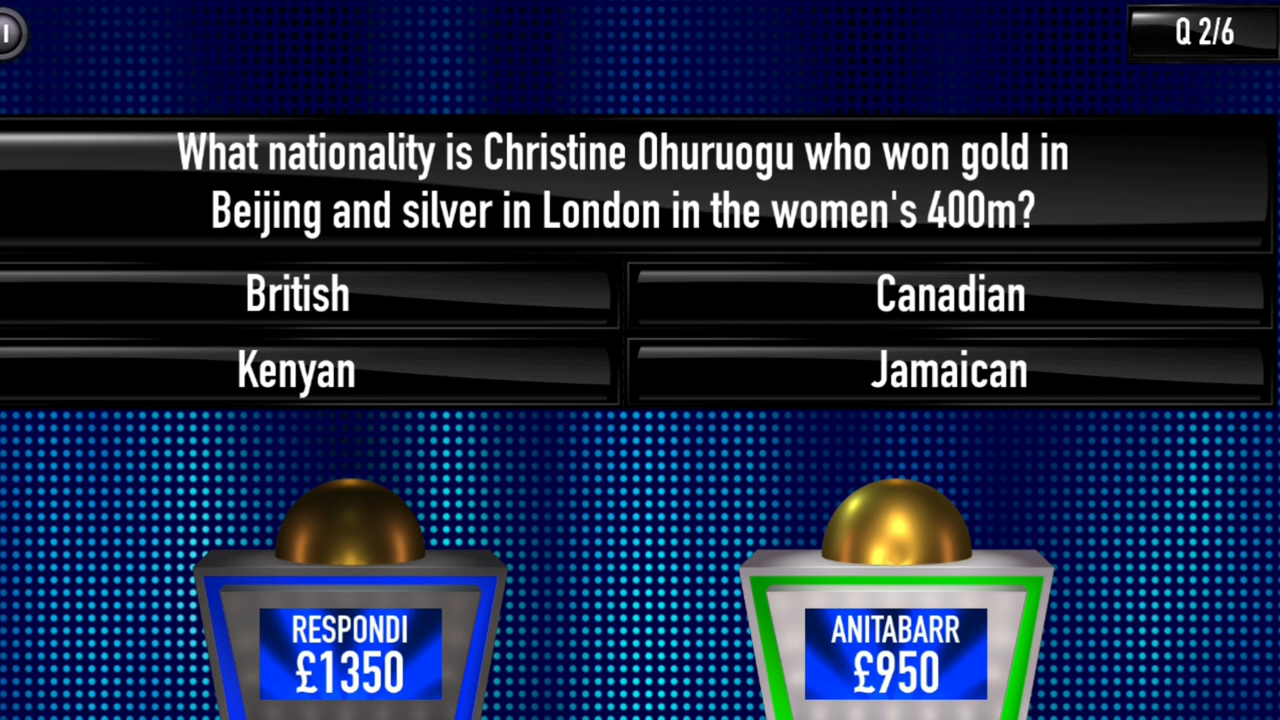 Q 2/6
What nationality is Christine Ohuruogu who won gold in
Beijing and silver in London in the women's 400m?
British
Canadian
Kenyan
Jamaican
RESPONDI
£1350
ANITABARR
£950